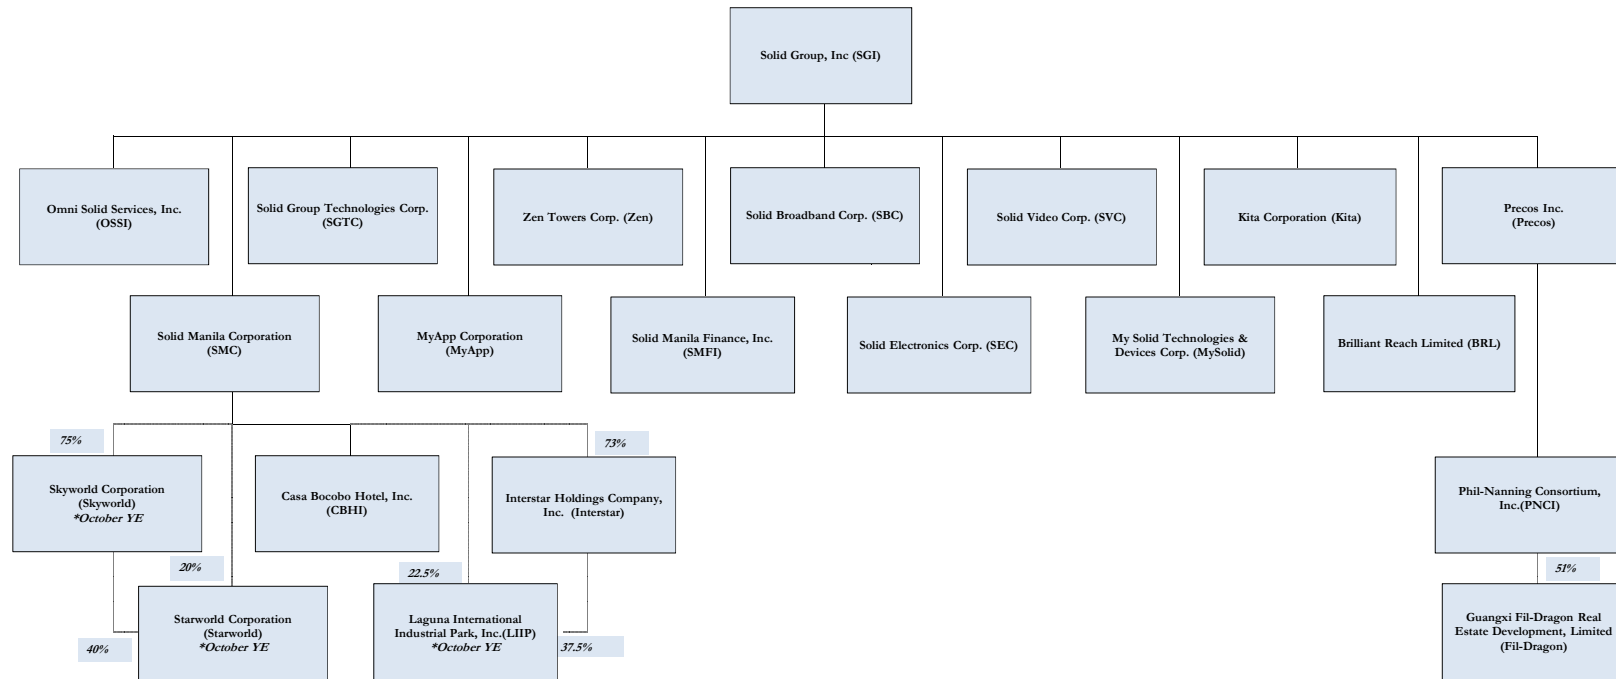 Solid Group, Inc (SGI)
Omni Solid Services, Inc.
(OSSI)
Solid Group Technologies Corp.
(SGTC)
Zen Towers Corp. (Zen)
Solid Broadband Corp. (SBC)
Solid Video Corp. (SVC)
Kita Corporation (Kita)
Precos Inc.
(Precos)
Solid Manila Corporation
(SMC)
MyApp Corporation
(MyApp)
Solid Manila Finance, Inc.
(SMFI)
Solid Electronics Corp. (SEC)
My Solid Technologies &
Devices Corp. (MySolid)
Brilliant Reach Limited (BRL)
75%
73%
Skyworld Corporation
(Skyworld)
*October YE
Casa Bocobo Hotel, Inc.
(CBHI)
Interstar Holdings Company,
Inc. (Interstar)
Phil-Nanning Consortium,
Inc.(PNCI)
20%
22.5%
51%
Starworld Corporation
(Starworld)
*October YE
Laguna International
Industrial Park, Inc.(LIIP)
*October YE
Guangxi Fil-Dragon Real
Estate Development, Limited
(Fil-Dragon)
40%
37.5%